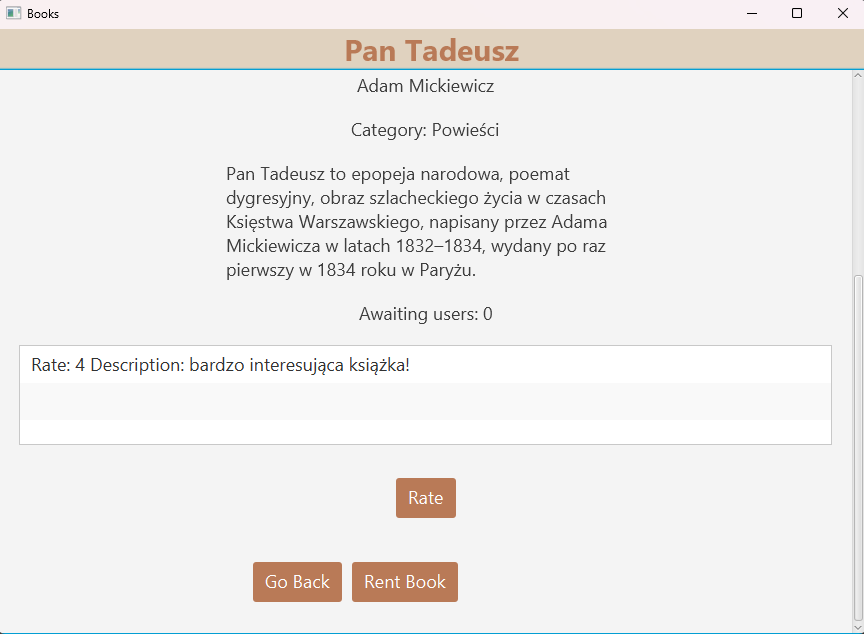 Books
Pan Tadeusz
Adam Mickiewicz
Category: Powieści
Pan Tadeusz to epopeja narodowa, poemat
dygresyjny, obraz szlacheckiego życia w czasach
Księstwa Warszawskiego, napisany przez Adama
Mickiewicza w latach 1832–1834, wydany po raz
pierwszy w 1834 roku w Paryżu.
Awaiting users: 0
Rate: 4 Description: bardzo interesująca książka!
Rate
Go Back Rent Book